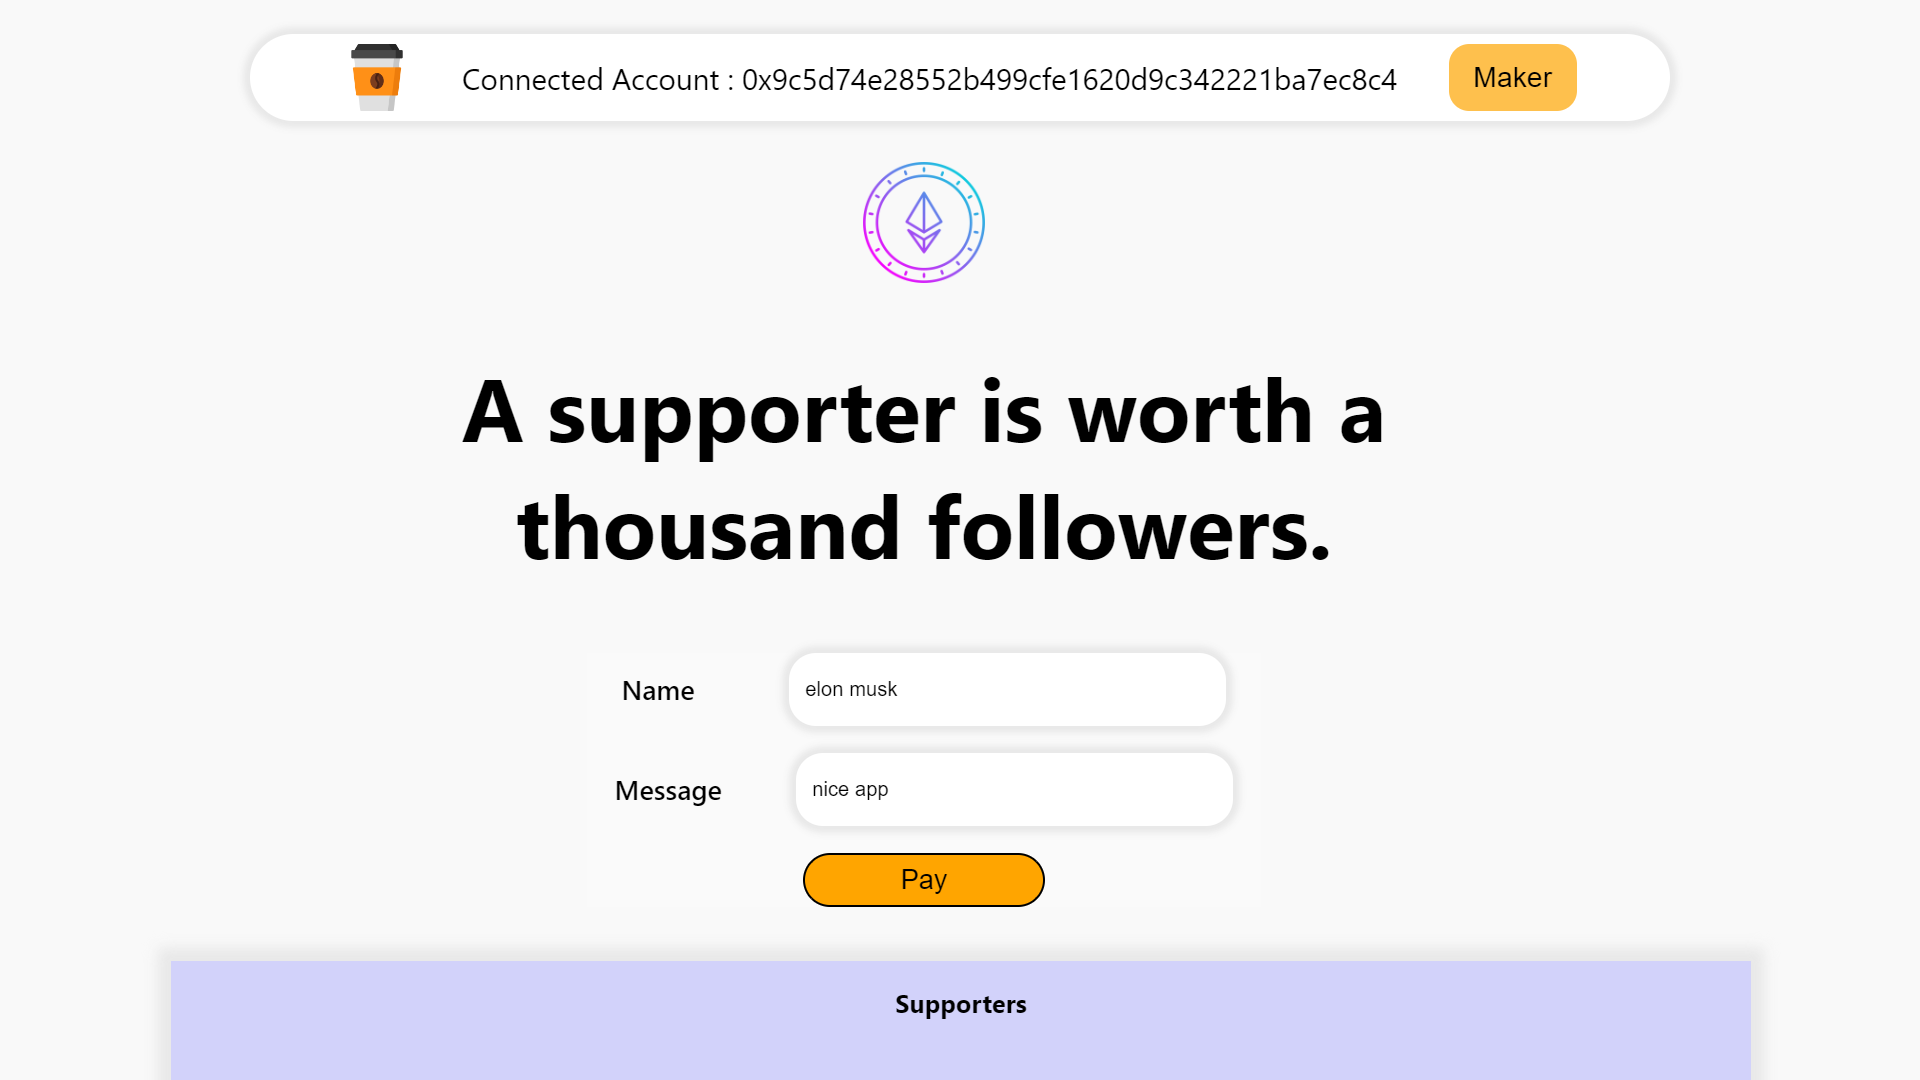 Connected Account : 0x9c5d74e28552b499cfe1620d9c342221ba7ec8c4
Maker
A supporter is worth a
thousand followers.
Name
elon musk
Message
nice app
Pay
Supporters